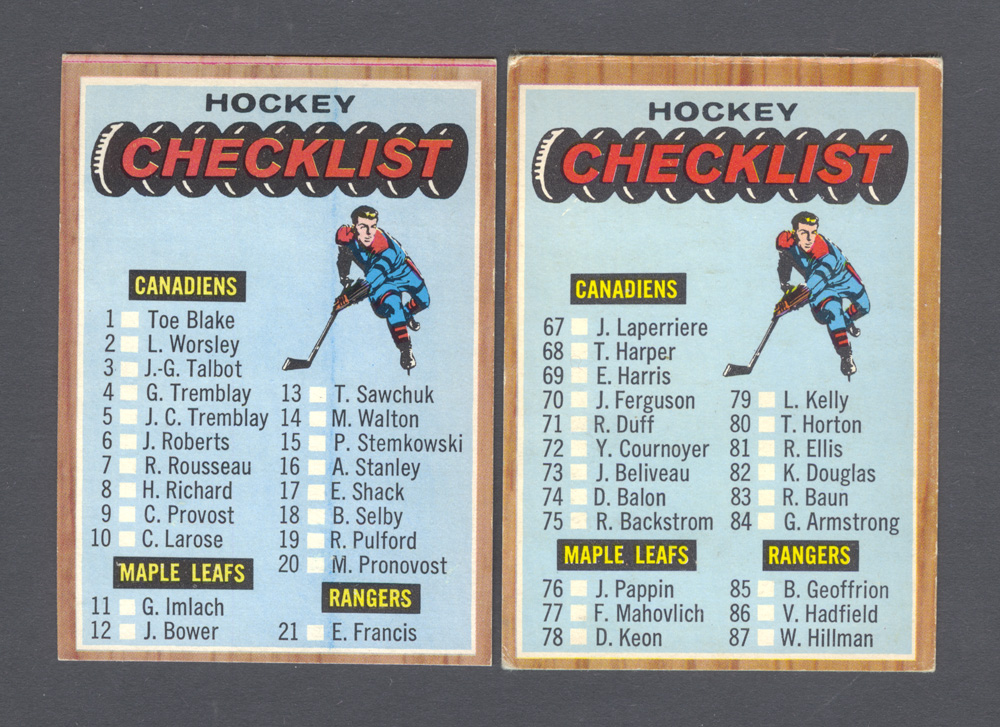 HOCKEY
CHECKLIST
CANADIENS
1 Toe Blake
2 L. Worsley
3 J.-G. Talbot
4 G. Tremblay
5 J. C. Tremblay
6 J. Roberts
7 R. Rousseau
8 H. Richard
9 C. Provost
10 C. Larose
MAPLE LEAFS
11 G. Imlach
12 J. Bower
13 T. Sawchuk
14 M. Walton
15 P. Stemkowski
16 A. Stanley
17 E. Shack
18 B. Selby
19 R. Pulford
20 M. Pronovost
RANGERS
21 E. Francis
HOCKEY
CHECKLIST
CANADIENS
67 J. Laperriere
68 T. Harper
69 E. Harris
70 J. Ferguson
71 R. Duff
72 Y. Cournoyer
73 J. Beliveau
74 D. Balon
75 R. Backstrom
MAPLE LEAFS
76 J. Pappin
77 F. Mahovlich
78 D. Keon
79 L. Kelly
80 T. Horton
81 R. Ellis
82 K. Douglas
83 R. Baun
84 G. Armstrong
RANGERS
85 B. Geoffrion
86 V. Hadfield
87 W. Hillman